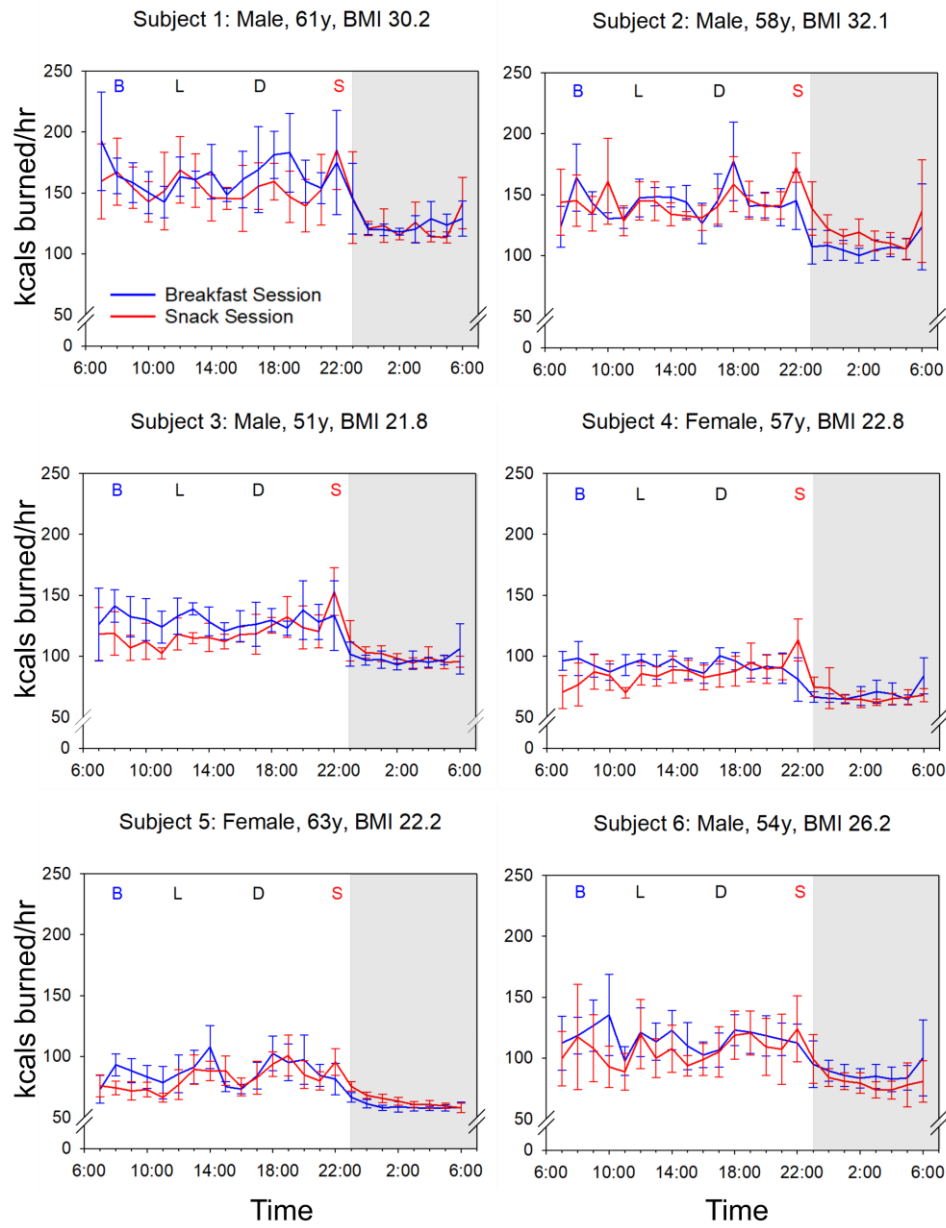 Subject 1: Male, 61y, BMI 30.2
Subject 2: Male, 58y, BMI 32.1
250
B L D S
200
150
100
50
0
Breakfast Session
Snack Session
6:00 10:00 14:00 18:00 22:00 2:00 6:00
kcals burned/hr
250
B L D S
200
150
100
50
0
6:00 10:00 14:00 18:00 22:00 2:00 6:00
Subject 3: Male, 51y, BMI 21.8
Subject 4: Female, 57y, BMI 22.8
250
B L D S
200
150
100
50
0
6:00 10:00 14:00 18:00 22:00 2:00 6:00
kcals burned/hr
250
B L D S
200
150
100
50
0
6:00 10:00 14:00 18:00 22:00 2:00 6:00
Subject 5: Female, 63y, BMI 22.2
Subject 6: Male, 54y, BMI 26.2
250
B L D S
200
150
100
50
0
6:00 10:00 14:00 18:00 22:00 2:00 6:00
kcals burned/hr
Time
250
B L D S
200
150
100
50
0
6:00 10:00 14:00 18:00 22:00 2:00 6:00
Time